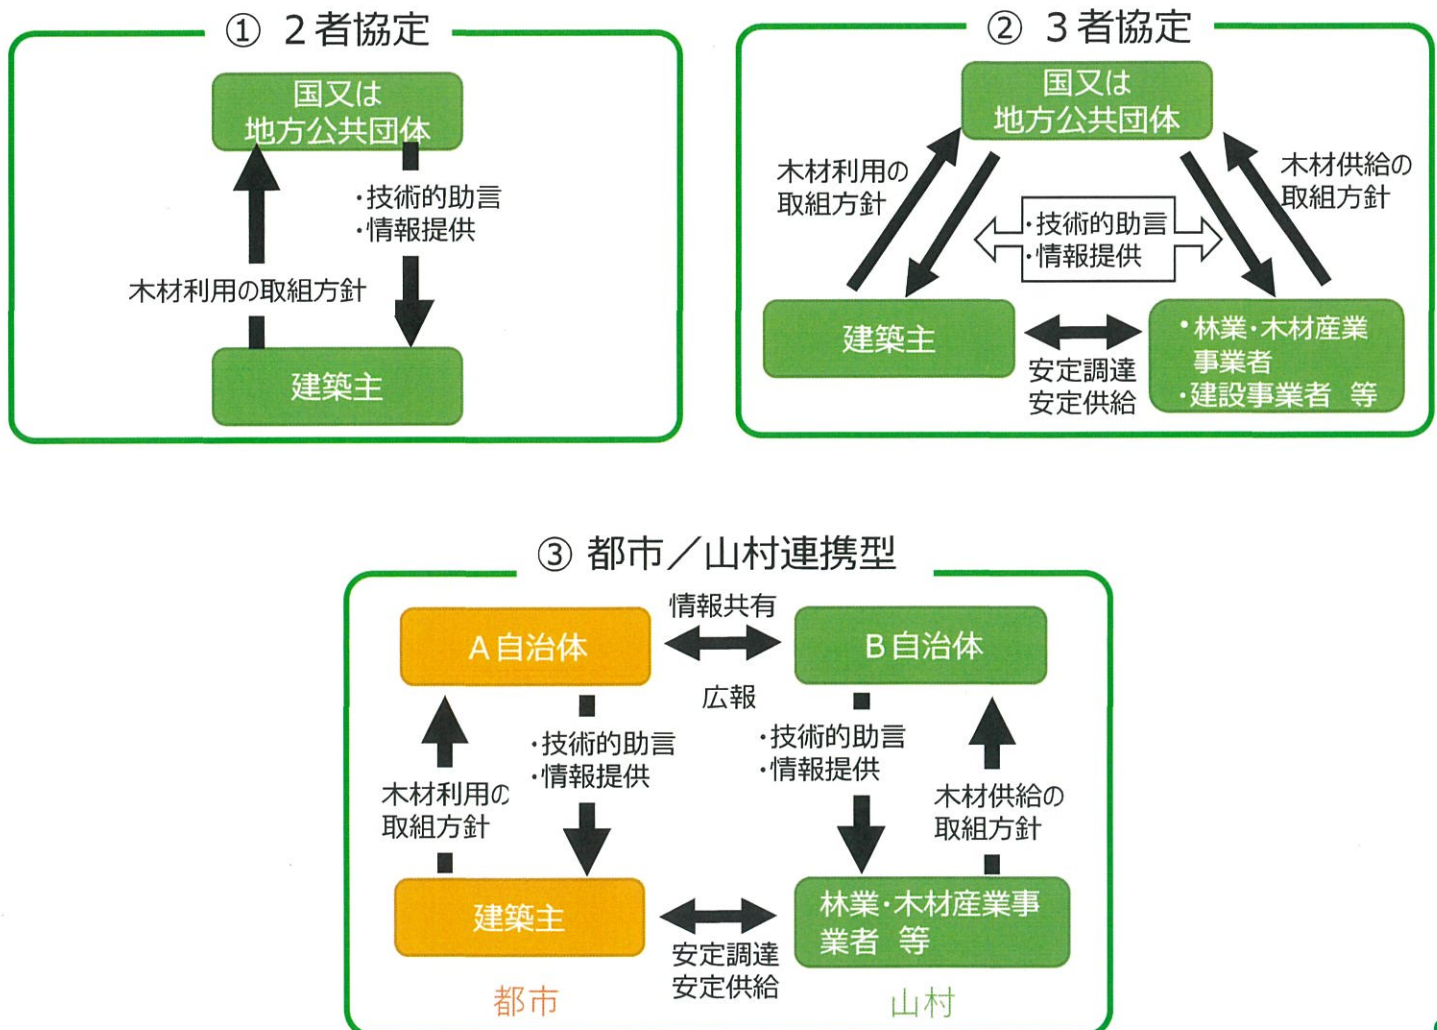 ① 2者協定
国又は
地方公共団体
・技術的助言
・情報提供
木材利用の取組方針
建築主
② 3者協定
国又は
地方公共団体
木材利用の
取組方針
木材供給の
取組方針
・技術的助言
・情報提供
建築主
安定調達
安定供給
・林業・木材産業
事業者
・建設事業者 等
③ 都市／山村連携型
A自治体
情報共有
広報
B自治体
・技術的助言
・情報提供
・技術的助言
・情報提供
木材利用の
取組方針
木材供給の
取組方針
建築主
安定調達
安定供給
林業・木材産業事
業者 等
都市
山村